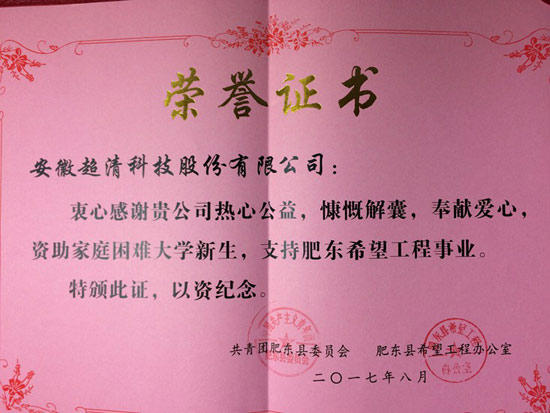 荣誉证书
安徽超清科技股份有限公司：
衷心感谢贵公司热心公益，慷慨解囊，奉献爱心，
资助家庭困难大学新生，支持肥东希望工程事业。
特颁此证，以资纪念。
共青团肥东县委员会 肥东县希望工程办公室
二〇一七年八月